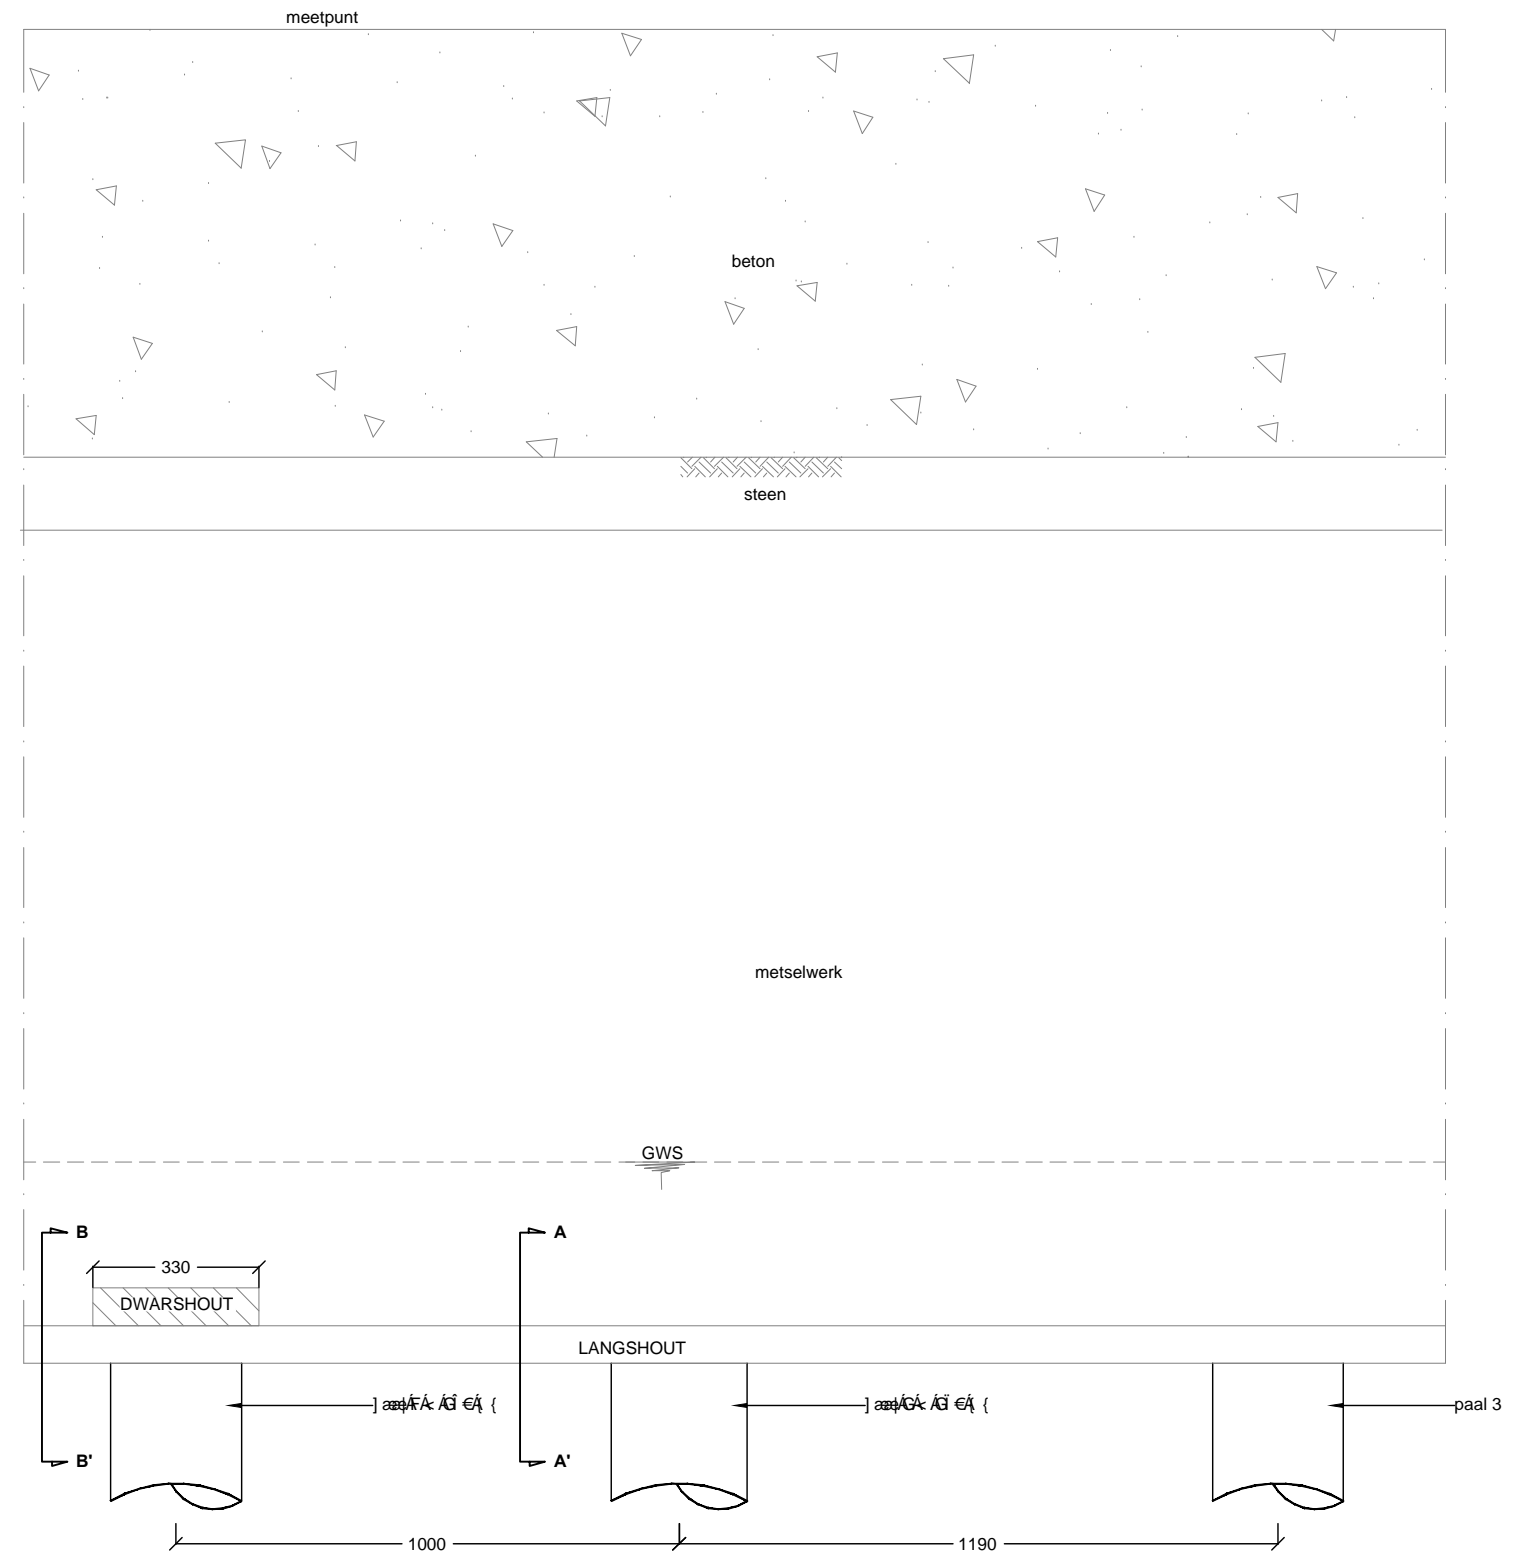 meetpunt
beton
steen
metselwerk
GWS
B
A
330
DWARSHOUT
LANGSHOUT
paal 3
B'
A'
1000
1190